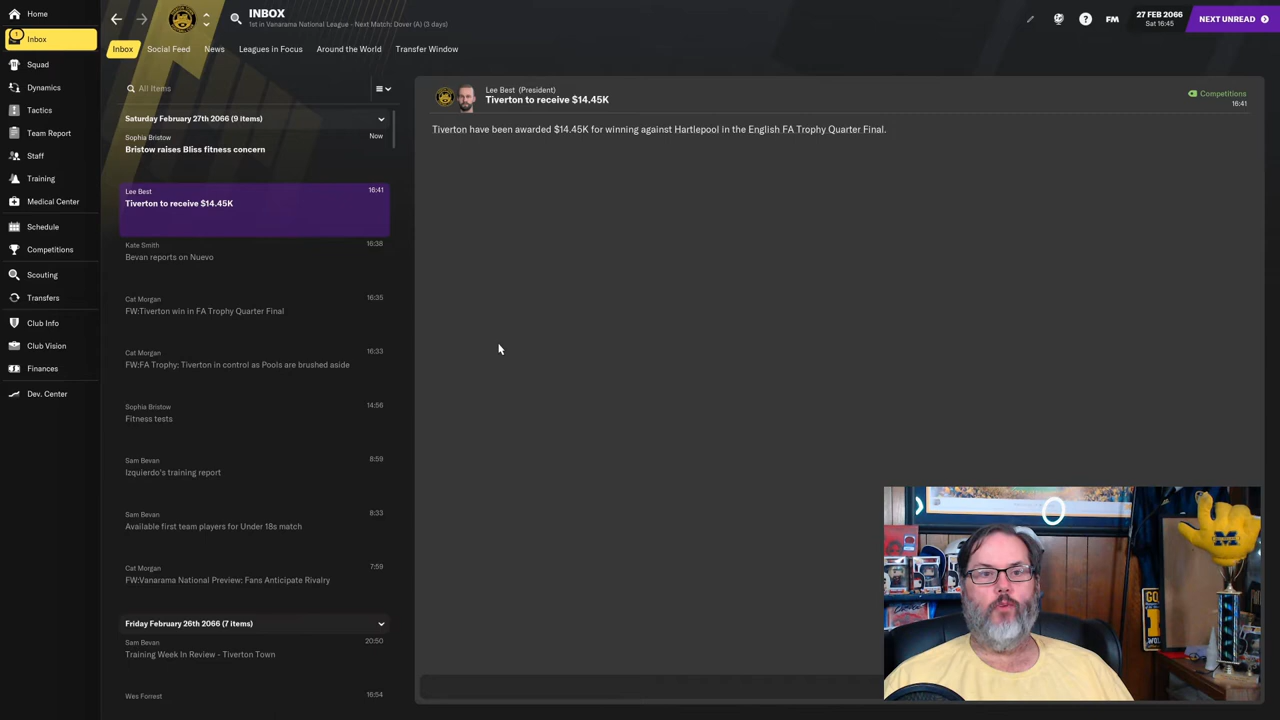 Home
1
Inbox
Squad
Dynamics
Tactics
Team Report
Staff
Training
Medical Center
Schedule
Competitions
Scouting
Transfers
Club Info
Club Vision
Finances
Dev. Center
INBOX
1st in Vanarama National League - Next Match: Dover (A) (3 days)
FM
27 FEB 2066
Sat 16:45
NEXT UNREAD
Inbox
Social Feed
News
Leagues in Focus
Around the World
Transfer Window
All Items
Saturday February 27th 2066 (9 items)
Sophia Bristow
Now
Bristow raises Bliss fitness concern
Lee Best
16:41
Tiverton to receive $14.45K
Kate Smith
16:38
Bevan reports on Nuevo
Cat Morgan
16:35
FW:Tiverton win in FA Trophy Quarter Final
Cat Morgan
16:33
FW:FA Trophy: Tiverton in control as Pools are brushed aside
Sophia Bristow
14:56
Fitness tests
Sam Bevan
8:59
Izquierdo's training report
Sam Bevan
8:33
Available first team players for Under 18s match
Cat Morgan
7:59
FW:Vanarama National Preview: Fans Anticipate Rivalry
Friday February 26th 2066 (7 items)
Sam Bevan
20:50
Training Week In Review - Tiverton Town
Wes Forrest
16:54
Lee Best (President)
Tiverton to receive $14.45K
Competitions
16:41
Tiverton have been awarded $14.45K for winning against Hartlepool in the English FA Trophy Quarter Final.